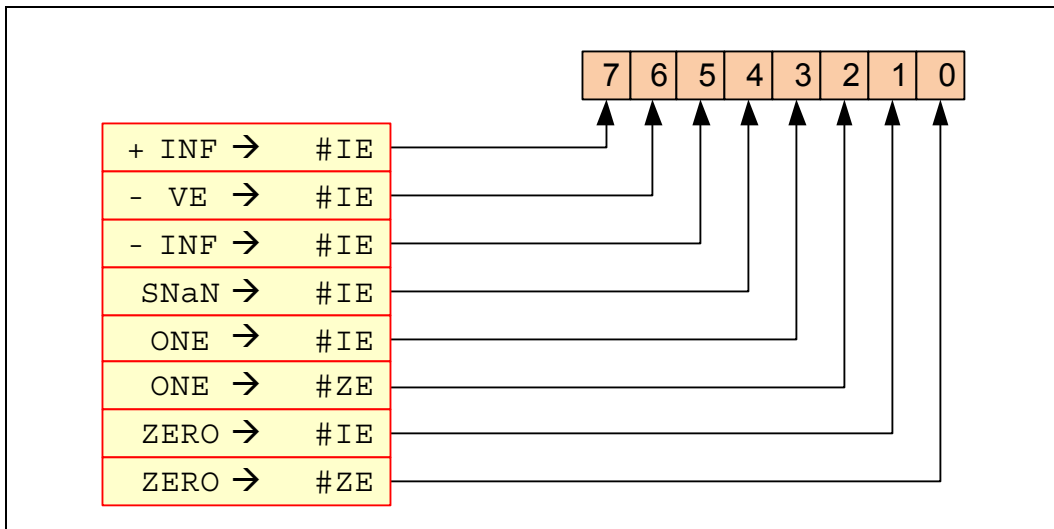 7 6 5 4 3 2 1 0
+ INF → #IE
- VE → #IE
- INF → #IE
SNaN → #IE
ONE → #IE
ONE → #ZE
ZERO → #IE
ZERO → #ZE